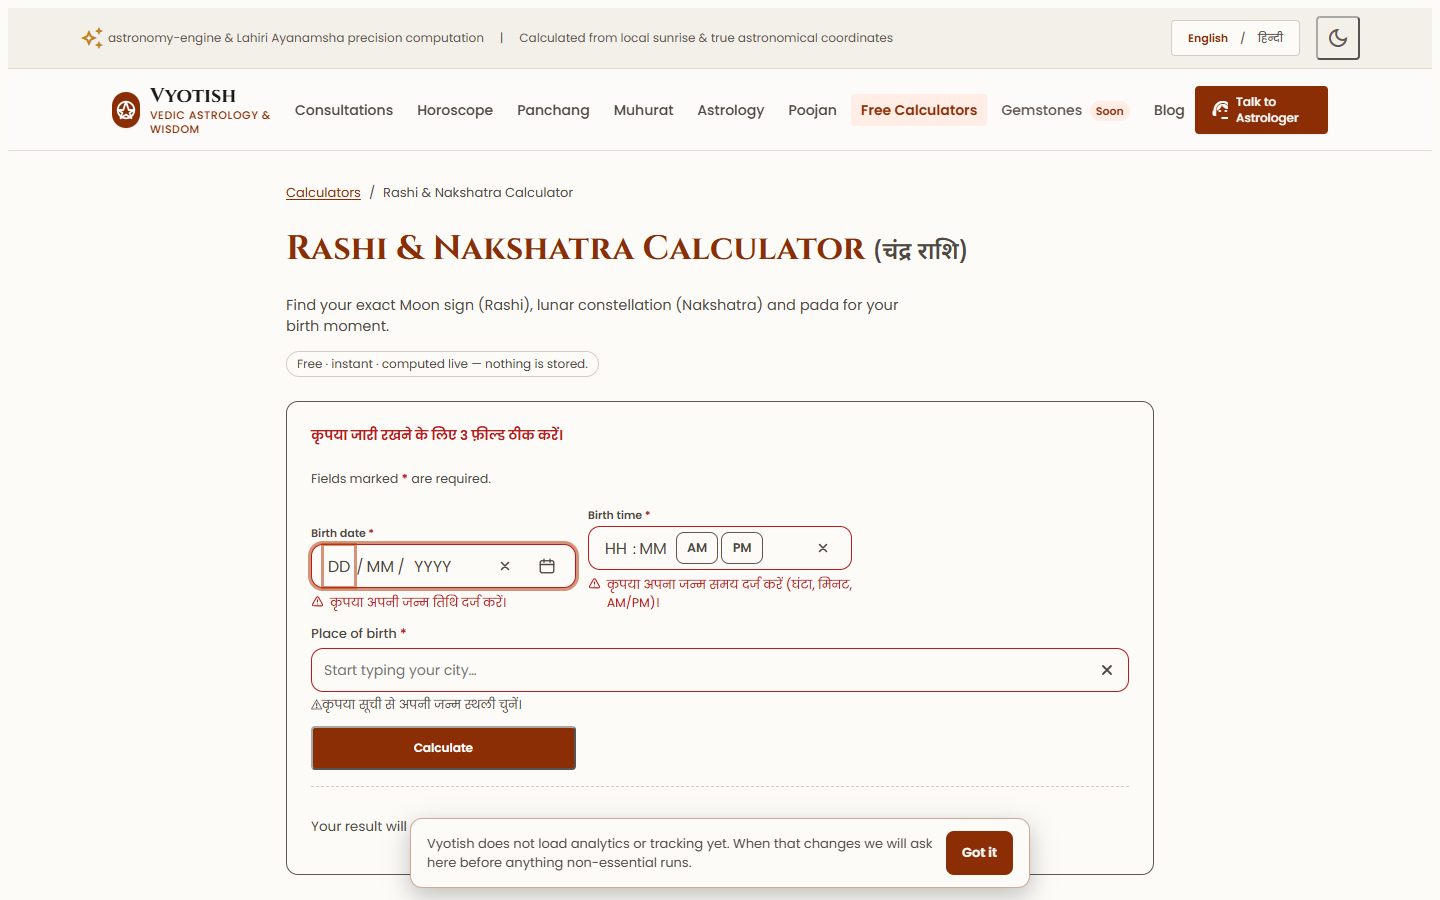 astronomy-engine & Lahiri Ayanamsha precision computation | Calculated from local sunrise & true astronomical coordinates
English / हिन्दी
Vyotish
VEDIC ASTROLOGY &
WISDOM
Consultations Horoscope Panchang Muhurat Astrology Poojan Free Calculators Gemstones Soon Blog
Talk to
Astrologer
Calculators / Rashi & Nakshatra Calculator
Rashi & Nakshatra Calculator (चंद्र राशि)
Find your exact Moon sign (Rashi), lunar constellation (Nakshatra) and pada for your
birth moment.
Free · instant · computed live — nothing is stored.
कृपया जारी रखने के लिए 3 फ़ील्ड ठीक करें।
Fields marked * are required.
Birth date *
DD / MM / YYYY
कृपया अपनी जन्म तिथि दर्ज करें।
Birth time *
HH : MM AM PM
कृपया अपना जन्म समय दर्ज करें (घंटा, मिनट,
AM/PM)।
Place of birth *
Start typing your city…
कृपया सूची से अपनी जन्म स्थली चुनें।
Calculate
Your result will
Vyotish does not load analytics or tracking yet. When that changes we will ask
here before anything non-essential runs.
Got it